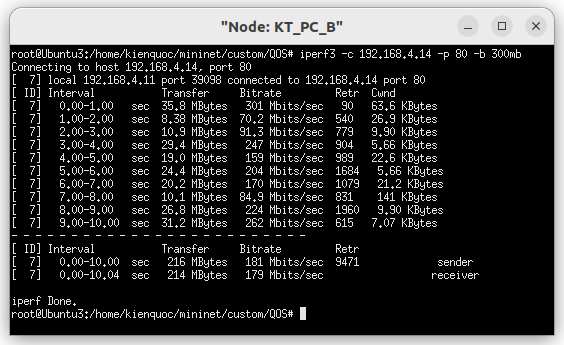 "Node: KT_PC_B"
root@Ubuntu3:/home/kienquoc/mininet/custom/QOS# iperf3 -c 192.168.4.14 -p 80 -b 300mb
Connecting to host 192.168.4.14, port 80
[  7] local 192.168.4.11 port 39098 connected to 192.168.4.14 port 80
[ ID] Interval           Transfer     Bitrate         Retr  Cwnd
[  7]   0.00-1.00   sec  35.8 MBytes   301 Mbits/sec   90   63.6 KBytes
[  7]   1.00-2.00   sec  8.38 MBytes  70.2 Mbits/sec  540   26.9 KBytes
[  7]   2.00-3.00   sec  10.9 MBytes  91.3 Mbits/sec  779   9.90 KBytes
[  7]   3.00-4.00   sec  29.4 MBytes   247 Mbits/sec  904   5.66 KBytes
[  7]   4.00-5.00   sec  19.0 MBytes   159 Mbits/sec  989   22.6 KBytes
[  7]   5.00-6.00   sec  24.4 MBytes   204 Mbits/sec  1684   5.66 KBytes
[  7]   6.00-7.00   sec  20.2 MBytes   170 Mbits/sec  1079   21.2 KBytes
[  7]   7.00-8.00   sec  10.1 MBytes  84.9 Mbits/sec  831    141 KBytes
[  7]   8.00-9.00   sec  26.8 MBytes   224 Mbits/sec  1960   9.90 KBytes
[  7]   9.00-10.00  sec  31.2 MBytes   262 Mbits/sec  615   7.07 KBytes
- - - - - - - - - - - - - - - - - - - - - - - - -
[ ID] Interval           Transfer     Bitrate         Retr
[  7]   0.00-10.00  sec   216 MBytes   181 Mbits/sec  9471             sender
[  7]   0.00-10.04  sec   214 MBytes   179 Mbits/sec                  receiver
iperf Done.
root@Ubuntu3:/home/kienquoc/mininet/custom/QOS#